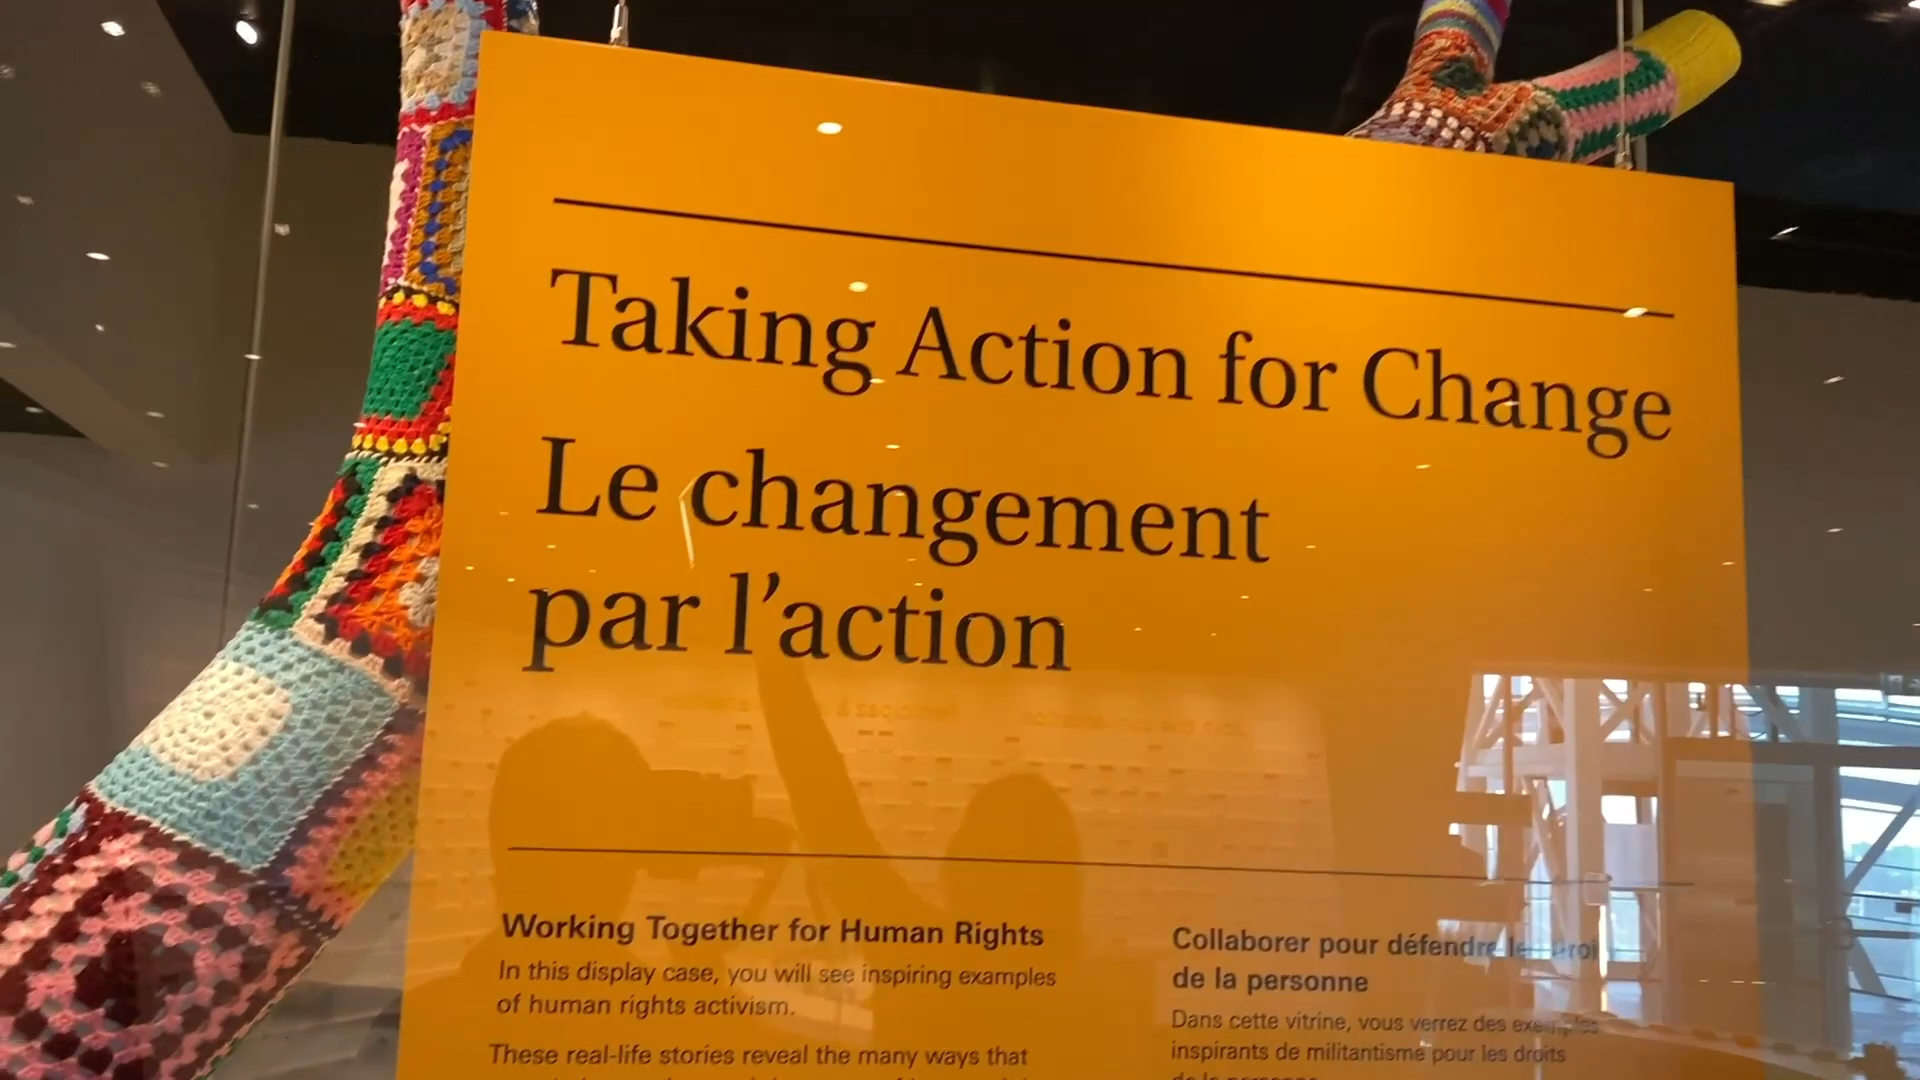 Taking Action for Change
Le changement
par l'action
Working Together for Human Rights
In this display case, you will see inspiring examples
of human rights activism.
These real-life stories reveal the many ways that
Collaborer pour défendre
de la personne
Dans cette vitrine, vous verrez des exemples
inspirants de militantisme pour les droits